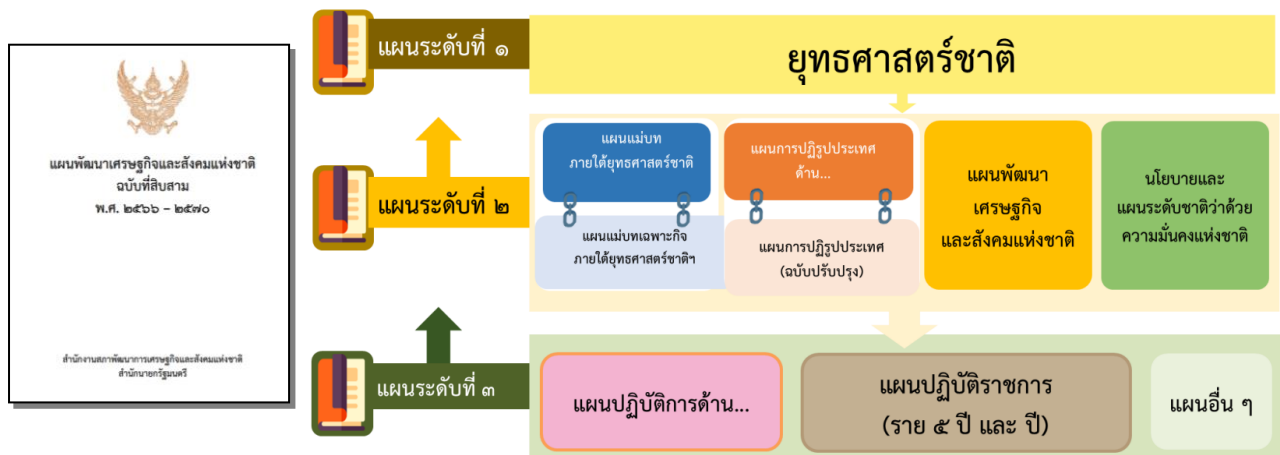 แผนพัฒนาเศรษฐกิจและสังคมแห่งชาติ
ฉบับที่สิบสาม
พ.ศ. ๒๕๖๖ – ๒๕๗๐
สำนักงานสภาพัฒนาการเศรษฐกิจและสังคมแห่งชาติ
สำนักนายกรัฐมนตรี
แผนระดับที่ ๑
ยุทธศาสตร์ชาติ
แผนระดับที่ ๒
แผนแม่บท
ภายใต้ยุทธศาสตร์ชาติ
แผนแม่บทเฉพาะกิจ
ภายใต้ยุทธศาสตร์ชาติฯ
แผนการปฏิรูปประเทศ
ด้าน...
แผนการปฏิรูปประเทศ
(ฉบับปรับปรุง)
แผนพัฒนา
เศรษฐกิจ
และสังคมแห่งชาติ
นโยบายและ
แผนระดับชาติว่าด้วย
ความมั่นคงแห่งชาติ
แผนระดับที่ ๓
แผนปฏิบัติการด้าน...
แผนปฏิบัติราชการ
(ราย ๕ ปี และ ปี)
แผนอื่น ๆ